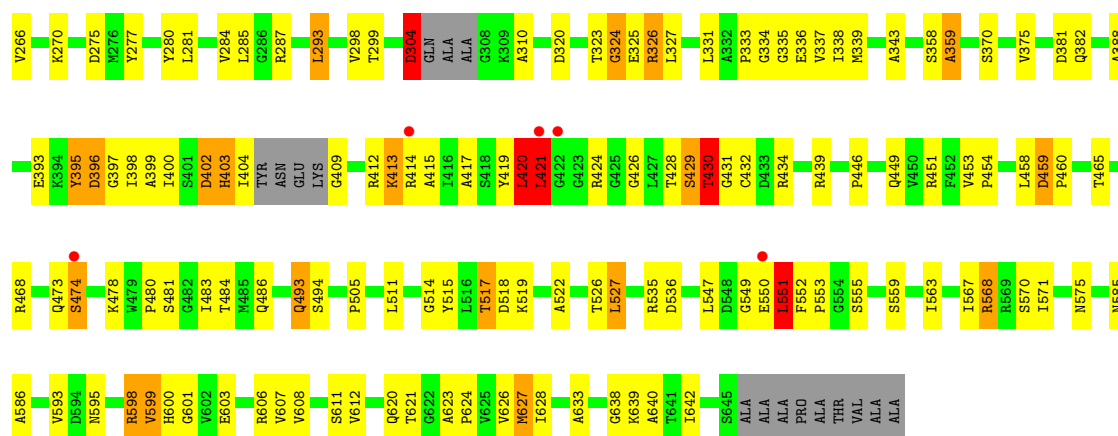 V266 K270 D275 M276 Y277 Y280 L281 V284 L285 G286 R287 L293 V298 T299 D304 GLN ALA ALA G308 K309 A310 D320 T323 G324 E325 R326 L327 L331 A332 P333 G334 G335 E336 V337 I338 M339 A343 S358 A359 S370 V375 D381 Q382
E393 K394 Y395 D396 G397 I398 A399 I400 S401 D402 H403 I404 TYR ASN GLU LYS G409 R412 K413 R414 A415 I416 A417 S418 Y419 L420 L421 G422 G423 R424 G425 G426 L427 T428 S429 T430 G431 C432 D433 R434 R439 P446 Q449 V450 R451 F452 V453 P454 L458 D459 P460 T465
R468 Q473 S474 K478 W479 P480 S481 G482 I483 T484 M485 Q486 Q493 S494 P505 L511 G514 Y515 L516 T517 D518 K519 A522 T526 L527 R535 D536 L547 D548 G549 E550 L551 F552 P553 G554 S555 S559 I563 I567 R568 R569 S570 I571 N575
A586 V593 D594 N595 R598 V599 H600 G601 V602 E603 R606 V607 V608 S611 V612 Q620 T621 G622 A623 P624 V625 V626 M627 I628 A633 G638 K639 A640 T641 I642 S645 ALA ALA ALA PRO ALA THR VAL ALA ALA